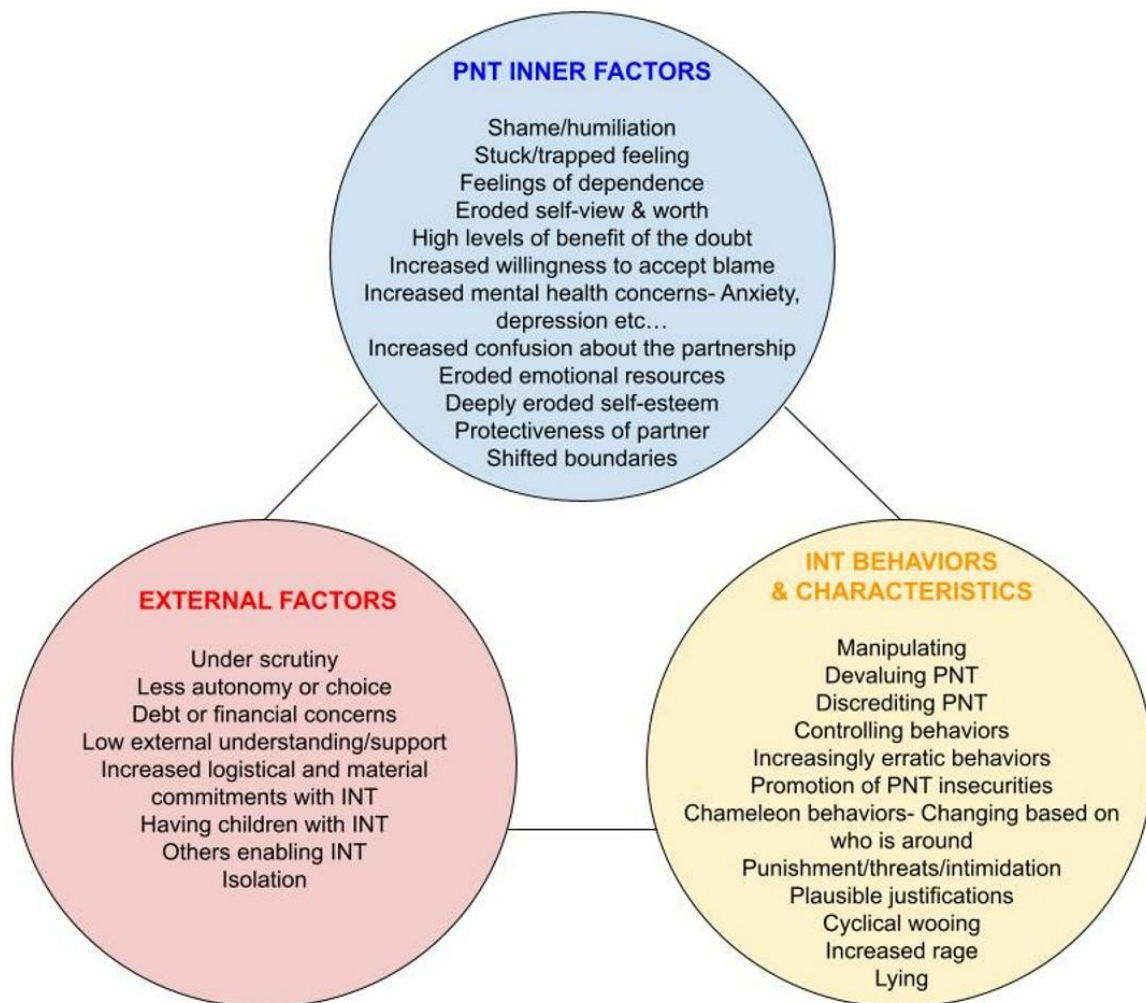 PNT INNER FACTORS
Shame/humiliation
Stuck/trapped feeling
Feelings of dependence
Eroded self-view & worth
High levels of benefit of the doubt
Increased willingness to accept blame
Increased mental health concerns- Anxiety,
depression etc…
Increased confusion about the partnership
Eroded emotional resources
Deeply eroded self-esteem
Protectiveness of partner
Shifted boundaries
EXTERNAL FACTORS
Under scrutiny
Less autonomy or choice
Debt or financial concerns
Low external understanding/support
Increased logistical and material
commitments with INT
Having children with INT
Others enabling INT
Isolation
INT BEHAVIORS
& CHARACTERISTICS
Manipulating
Devaluing PNT
Discrediting PNT
Controlling behaviors
Increasingly erratic behaviors
Promotion of PNT insecurities
Chameleon behaviors- Changing based on
who is around
Punishment/threats/intimidation
Plausible justifications
Cyclical wooing
Increased rage
Lying